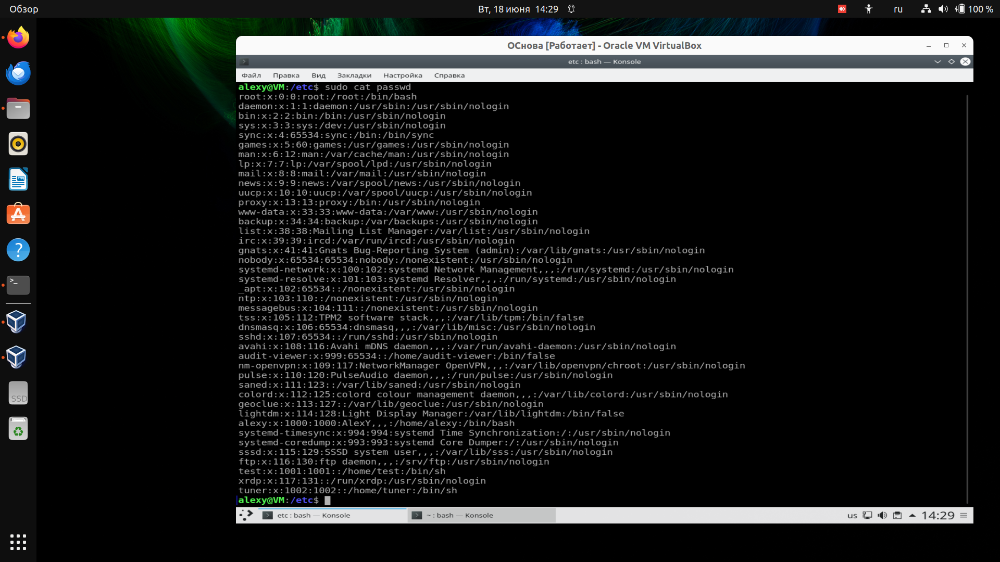 Обзор
Вт, 18 июня 14:29
ru
100 %
ОСнова [Работает] - Oracle VM VirtualBox
etc : bash — Konsole
Файл Правка Вид Закладки Настройка Справка
alexy@VM:/etc$ sudo cat passwd
root:x:0:0:root:/root:/bin/bash
daemon:x:1:1:daemon:/usr/sbin:/usr/sbin/nologin
bin:x:2:2:bin:/bin:/usr/sbin/nologin
sys:x:3:3:sys:/dev:/usr/sbin/nologin
sync:x:4:65534:sync:/bin:/bin/sync
games:x:5:60:games:/usr/games:/usr/sbin/nologin
man:x:6:12:man:/var/cache/man:/usr/sbin/nologin
lp:x:7:7:lp:/var/spool/lpd:/usr/sbin/nologin
mail:x:8:8:mail:/var/mail:/usr/sbin/nologin
news:x:9:9:news:/var/spool/news:/usr/sbin/nologin
uucp:x:10:10:uucp:/var/spool/uucp:/usr/sbin/nologin
proxy:x:13:13:proxy:/bin:/usr/sbin/nologin
www-data:x:33:33:www-data:/var/www:/usr/sbin/nologin
backup:x:34:34:backup:/var/backups:/usr/sbin/nologin
list:x:38:38:Mailing List Manager:/var/list:/usr/sbin/nologin
irc:x:39:39:ircd:/var/run/ircd:/usr/sbin/nologin
gnats:x:41:41:Gnats Bug-Reporting System (admin):/var/lib/gnats:/usr/sbin/nologin
nobody:x:65534:65534:nobody:/nonexistent:/usr/sbin/nologin
systemd-network:x:100:102:systemd Network Management,,,:/run/systemd:/usr/sbin/nologin
systemd-resolve:x:101:103:systemd Resolver,,,:/run/systemd:/usr/sbin/nologin
_apt:x:102:65534::/nonexistent:/usr/sbin/nologin
ntp:x:103:110::/nonexistent:/usr/sbin/nologin
messagebus:x:104:111::/nonexistent:/usr/sbin/nologin
tss:x:105:112:TPM2 software stack,,,:/var/lib/tpm:/bin/false
dnsmasq:x:106:65534:dnsmasq,,,:/var/lib/misc:/usr/sbin/nologin
sshd:x:107:65534::/run/sshd:/usr/sbin/nologin
avahi:x:108:116:Avahi mDNS daemon,,,:/var/run/avahi-daemon:/usr/sbin/nologin
audit-viewer:x:999:65534::/home/audit-viewer:/bin/false
nm-openvpn:x:109:117:NetworkManager OpenVPN,,,:/var/lib/openvpn/chroot:/usr/sbin/nologin
pulse:x:110:120:PulseAudio daemon,,,:/run/pulse:/usr/sbin/nologin
saned:x:111:123::/var/lib/saned:/usr/sbin/nologin
colord:x:112:125:colord colour management daemon,,,:/var/lib/colord:/usr/sbin/nologin
geoclue:x:113:127::/var/lib/geoclue:/usr/sbin/nologin
lightdm:x:114:128:Light Display Manager:/var/lib/lightdm:/bin/false
alexy:x:1000:1000:AlexY,,,:/home/alexy:/bin/bash
systemd-timesync:x:994:994:systemd Time Synchronization:/:/usr/sbin/nologin
systemd-coredump:x:993:993:systemd Core Dumper:/:/usr/sbin/nologin
sssd:x:115:129:SSSD system user,,,:/var/lib/sss:/usr/sbin/nologin
ftp:x:116:130:ftp daemon,,,:/srv/ftp:/usr/sbin/nologin
test:x:1001:1001::/home/test:/bin/sh
xrdp:x:117:131::/run/xrdp:/usr/sbin/nologin
tuner:x:1002:1002::/home/tuner:/bin/sh
alexy@VM:/etc$
SSD
etc : bash — Konsole
~ : bash — Konsole
us
14:29